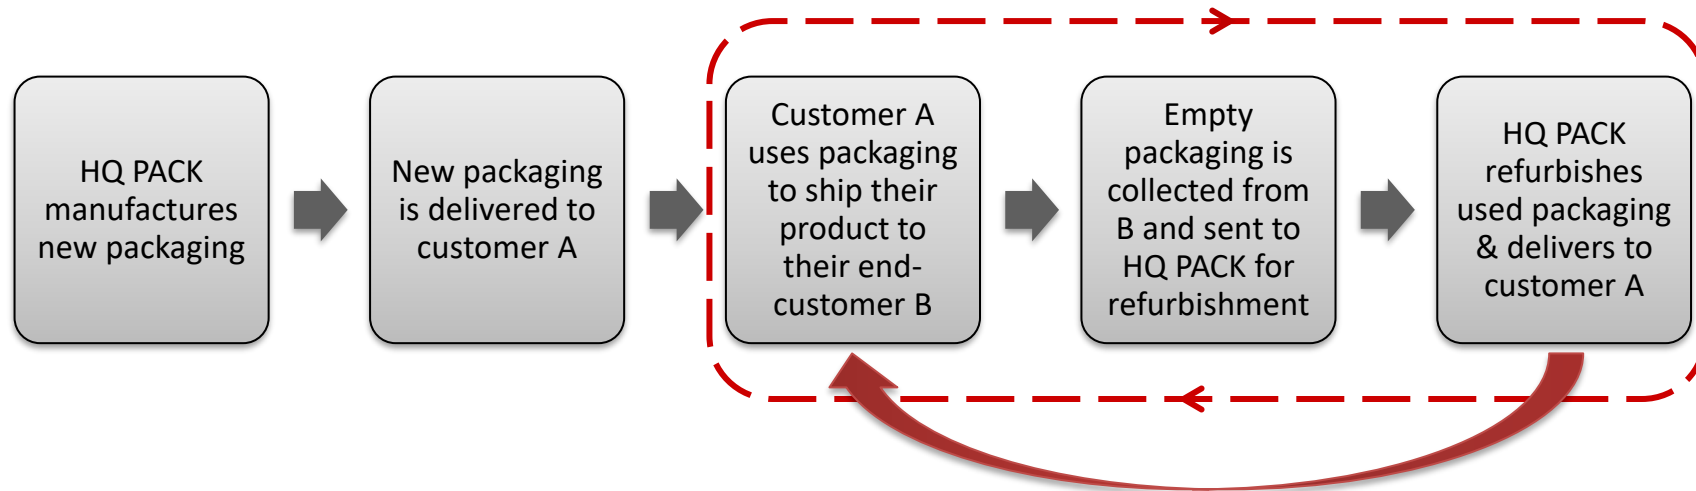 HQ PACK
manufactures
new packaging
New packaging
is delivered to
customer A
Customer A
uses packaging
to ship their
product to
their end-
customer B
Empty
packaging is
collected from
B and sent to
HQ PACK for
refurbishment
HQ PACK
refurbishes
used packaging
& delivers to
customer A